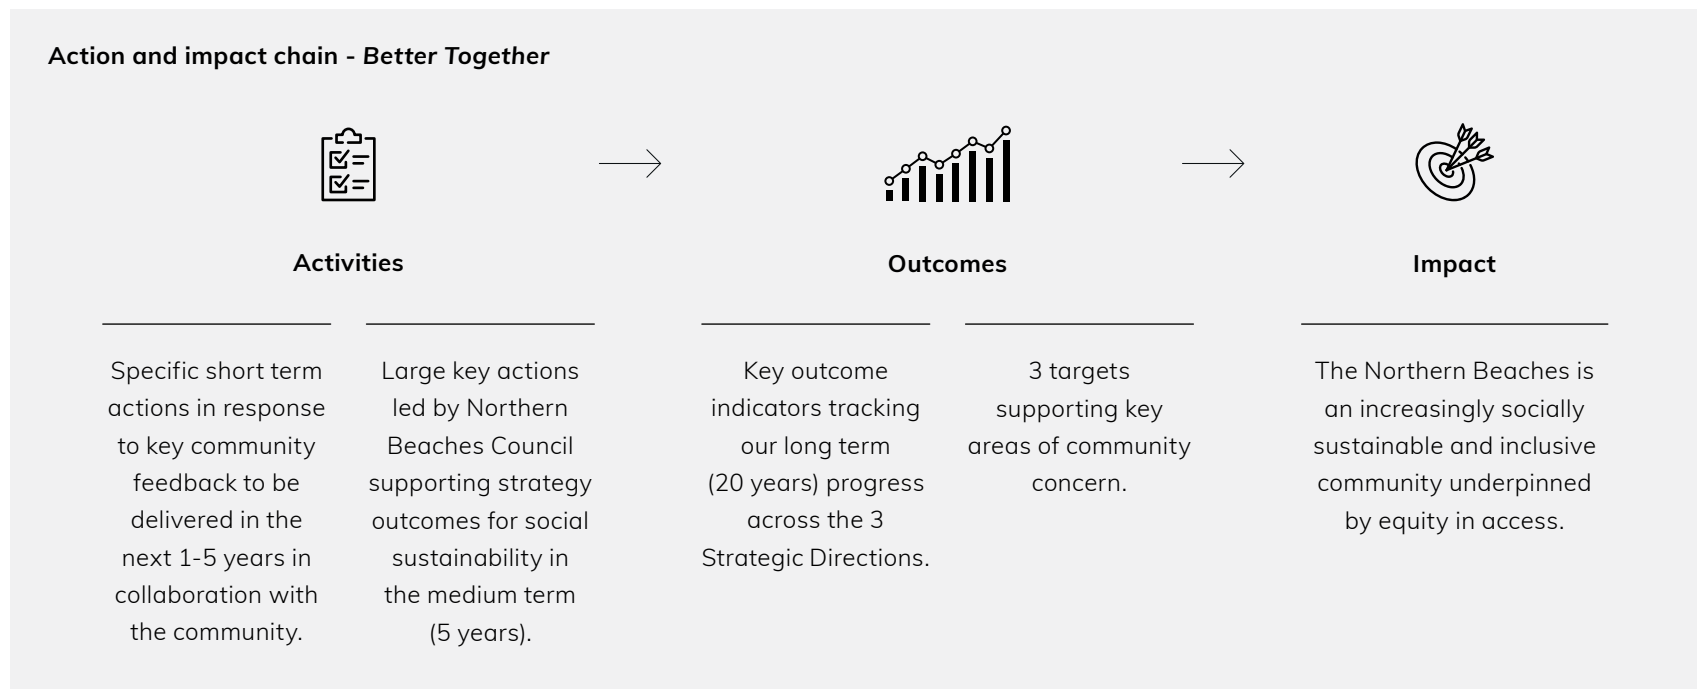 Action and impact chain - Better Together
Activities
Specific short term
actions in response
to key community
feedback to be
delivered in the
next 1-5 years in
collaboration with
the community.
Large key actions
led by Northern
Beaches Council
supporting strategy
outcomes for social
sustainability in
the medium term
(5 years).
Outcomes
Key outcome
indicators tracking
our long term
(20 years) progress
across the 3
Strategic Directions.
3 targets
supporting key
areas of community
concern.
Impact
The Northern Beaches is
an increasingly socially
sustainable and inclusive
community underpinned
by equity in access.